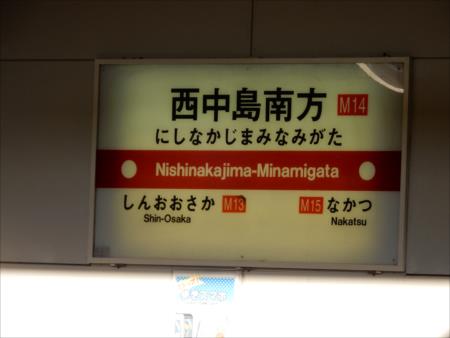 西中島南方 M14
にしなかじまみなみがた
Nishinakajima-Minamigata
しんおおさか M13 M15 なかつ
Shin-Osaka Nakatsu